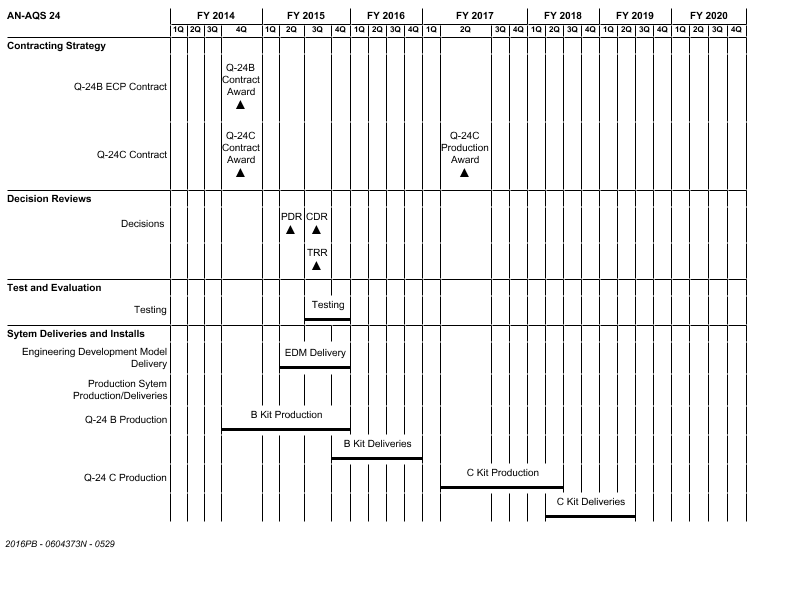 AN-AQS 24 FY 2014 FY 2015 FY 2016 FY 2017 FY 2018 FY 2019 FY 2020
1Q 2Q 3Q 4Q 1Q 2Q 3Q 4Q 1Q 2Q 3Q 4Q 1Q 2Q 3Q 4Q 1Q 2Q 3Q 4Q 1Q 2Q 3Q 4Q 1Q 2Q 3Q 4Q
Contracting Strategy
Q-24B ECP Contract
Q-24B
Contract
Award
Q-24C Contract
Q-24C
Contract
Award
Q-24C
Production
Award
Decision Reviews
Decisions
PDR CDR
TRR
Test and Evaluation
Testing
Testing
Sytem Deliveries and Installs
Engineering Development Model
Delivery
EDM Delivery
Production Sytem
Production/Deliveries
Q-24 B Production
B Kit Production
B Kit Deliveries
Q-24 C Production
C Kit Production
C Kit Deliveries
2016PB - 0604373N - 0529